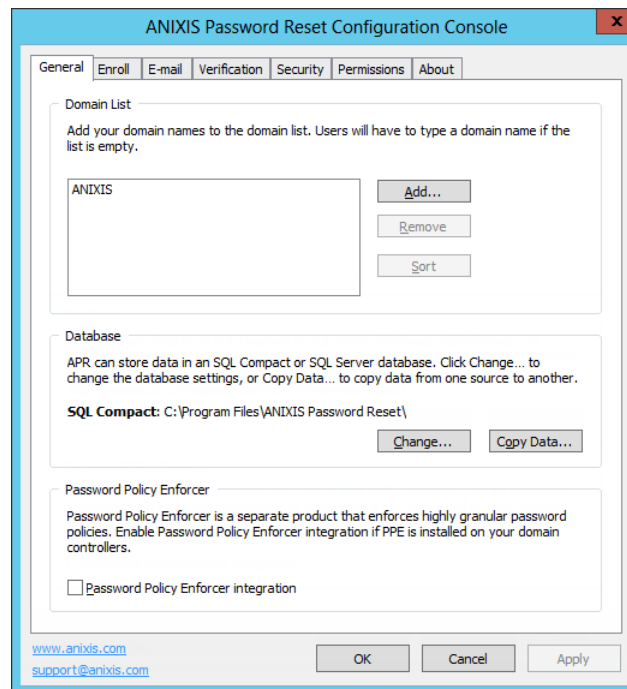 ANIXIS Password Reset Configuration Console
x
General Enroll E-mail Verification Security Permissions About
Domain List
Add your domain names to the domain list. Users will have to type a domain name if the
list is empty.
ANIXIS
Add...
Remove
Sort
Database
APR can store data in an SQL Compact or SQL Server database. Click Change... to
change the database settings, or Copy Data... to copy data from one source to another.
SQL Compact: C:\Program Files\ANIXIS Password Reset\
Change... Copy Data...
Password Policy Enforcer
Password Policy Enforcer is a separate product that enforces highly granular password
policies. Enable Password Policy Enforcer integration if PPE is installed on your domain
controllers.
Password Policy Enforcer integration
www.anixis.com
support@anixis.com
OK Cancel Apply